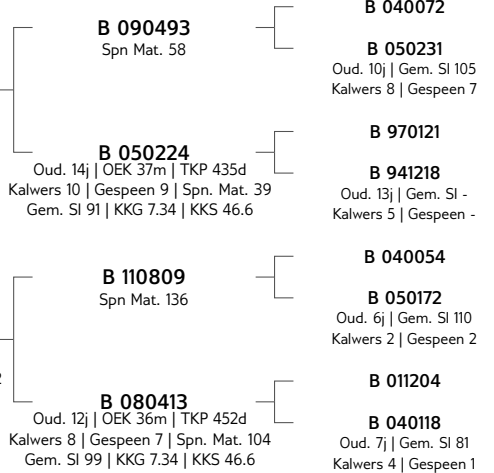 B 090493
Spn Mat. 58
B 050224
Oud. 14j | OEK 37m | TKP 435d
Kalwers 10 | Gespeen 9 | Spn. Mat. 39
Gem. SI 91 | KKG 7.34 | KKS 46.6
B 110809
Spn Mat. 136
B 080413
Oud. 12j | OEK 36m | TKP 452d
Kalwers 8 | Gespeen 7 | Spn. Mat. 104
Gem. SI 99 | KKG 7.34 | KKS 46.6
B 040072
B 050231
Oud. 10j | Gem. SI 105
Kalwers 8 | Gespeen 7
B 970121
B 941218
Oud. 13j | Gem. SI -
Kalwers 5 | Gespeen -
B 040054
B 050172
Oud. 6j | Gem. SI 110
Kalwers 2 | Gespeen 2
B 011204
B 040118
Oud. 7j | Gem. SI 81
Kalwers 4 | Gespeen 1